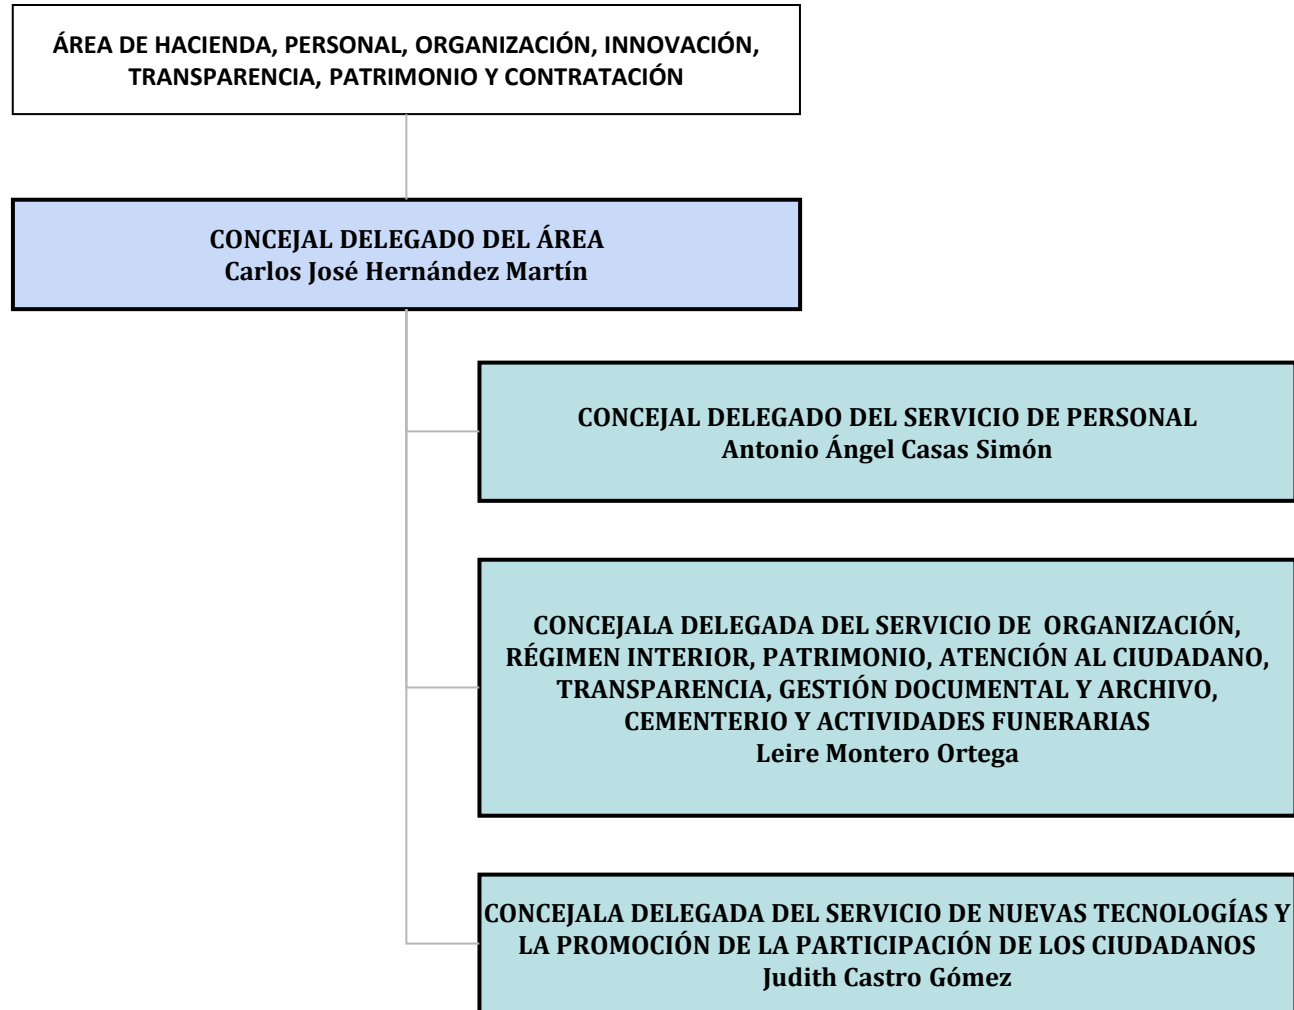 ÁREA DE HACIENDA, PERSONAL, ORGANIZACIÓN, INNOVACIÓN,
TRANSPARENCIA, PATRIMONIO Y CONTRATACIÓN
CONCEJAL DELEGADO DEL ÁREA
Carlos José Hernández Martín
CONCEJAL DELEGADO DEL SERVICIO DE PERSONAL
Antonio Ángel Casas Simón
CONCEJALA DELEGADA DEL SERVICIO DE ORGANIZACIÓN,
RÉGIMEN INTERIOR, PATRIMONIO, ATENCIÓN AL CIUDADANO,
TRANSPARENCIA, GESTIÓN DOCUMENTAL Y ARCHIVO,
CEMENTERIO Y ACTIVIDADES FUNERARIAS
Leire Montero Ortega
CONCEJALA DELEGADA DEL SERVICIO DE NUEVAS TECNOLOGÍAS Y
LA PROMOCIÓN DE LA PARTICIPACIÓN DE LOS CIUDADANOS
Judith Castro Gómez